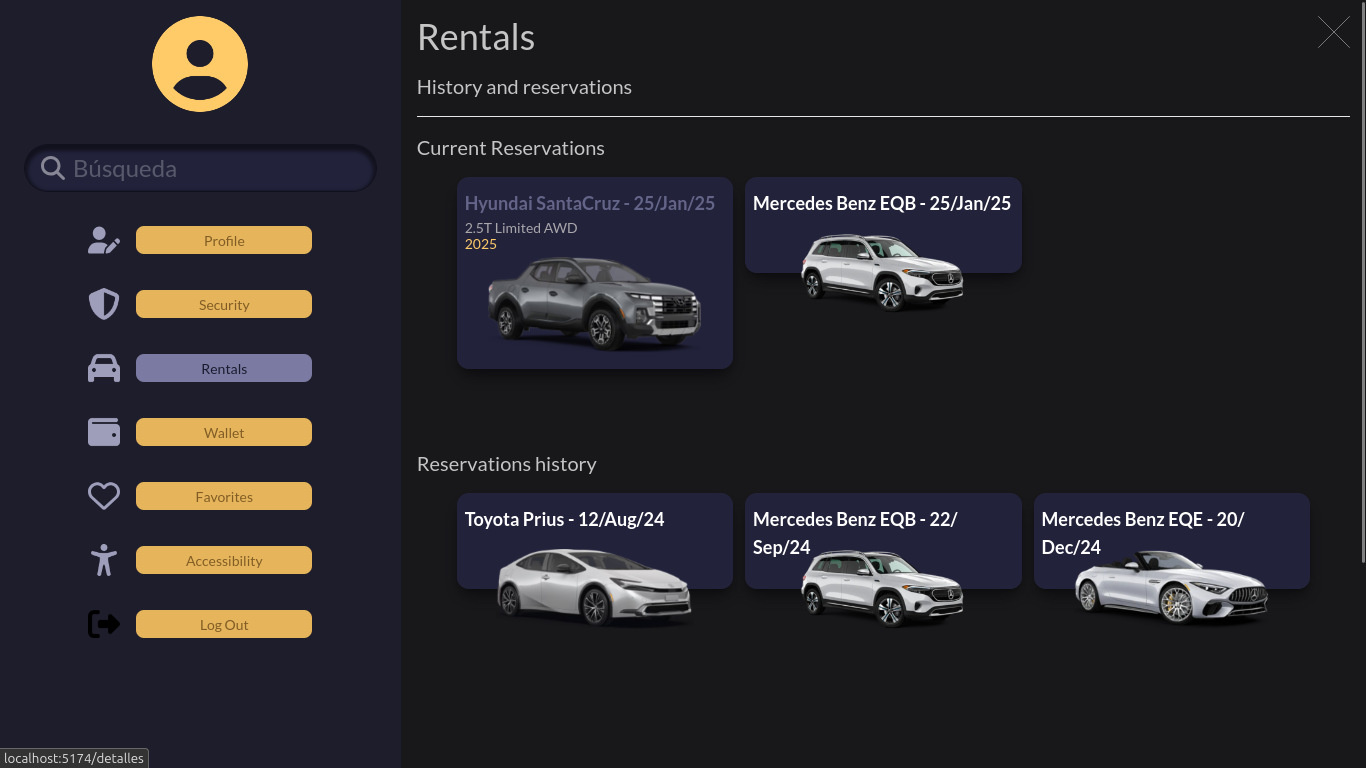 Búsqueda
Profile
Security
Rentals
Wallet
Favorites
Accessibility
Log Out
Rentals
History and reservations
Current Reservations
Hyundai SantaCruz - 25/Jan/25
2.5T Limited AWD
2025
Mercedes Benz EQB - 25/Jan/25
Reservations history
Toyota Prius - 12/Aug/24
Mercedes Benz EQB - 22/
Sep/24
Mercedes Benz EQE - 20/
Dec/24
localhost:5174/detalles